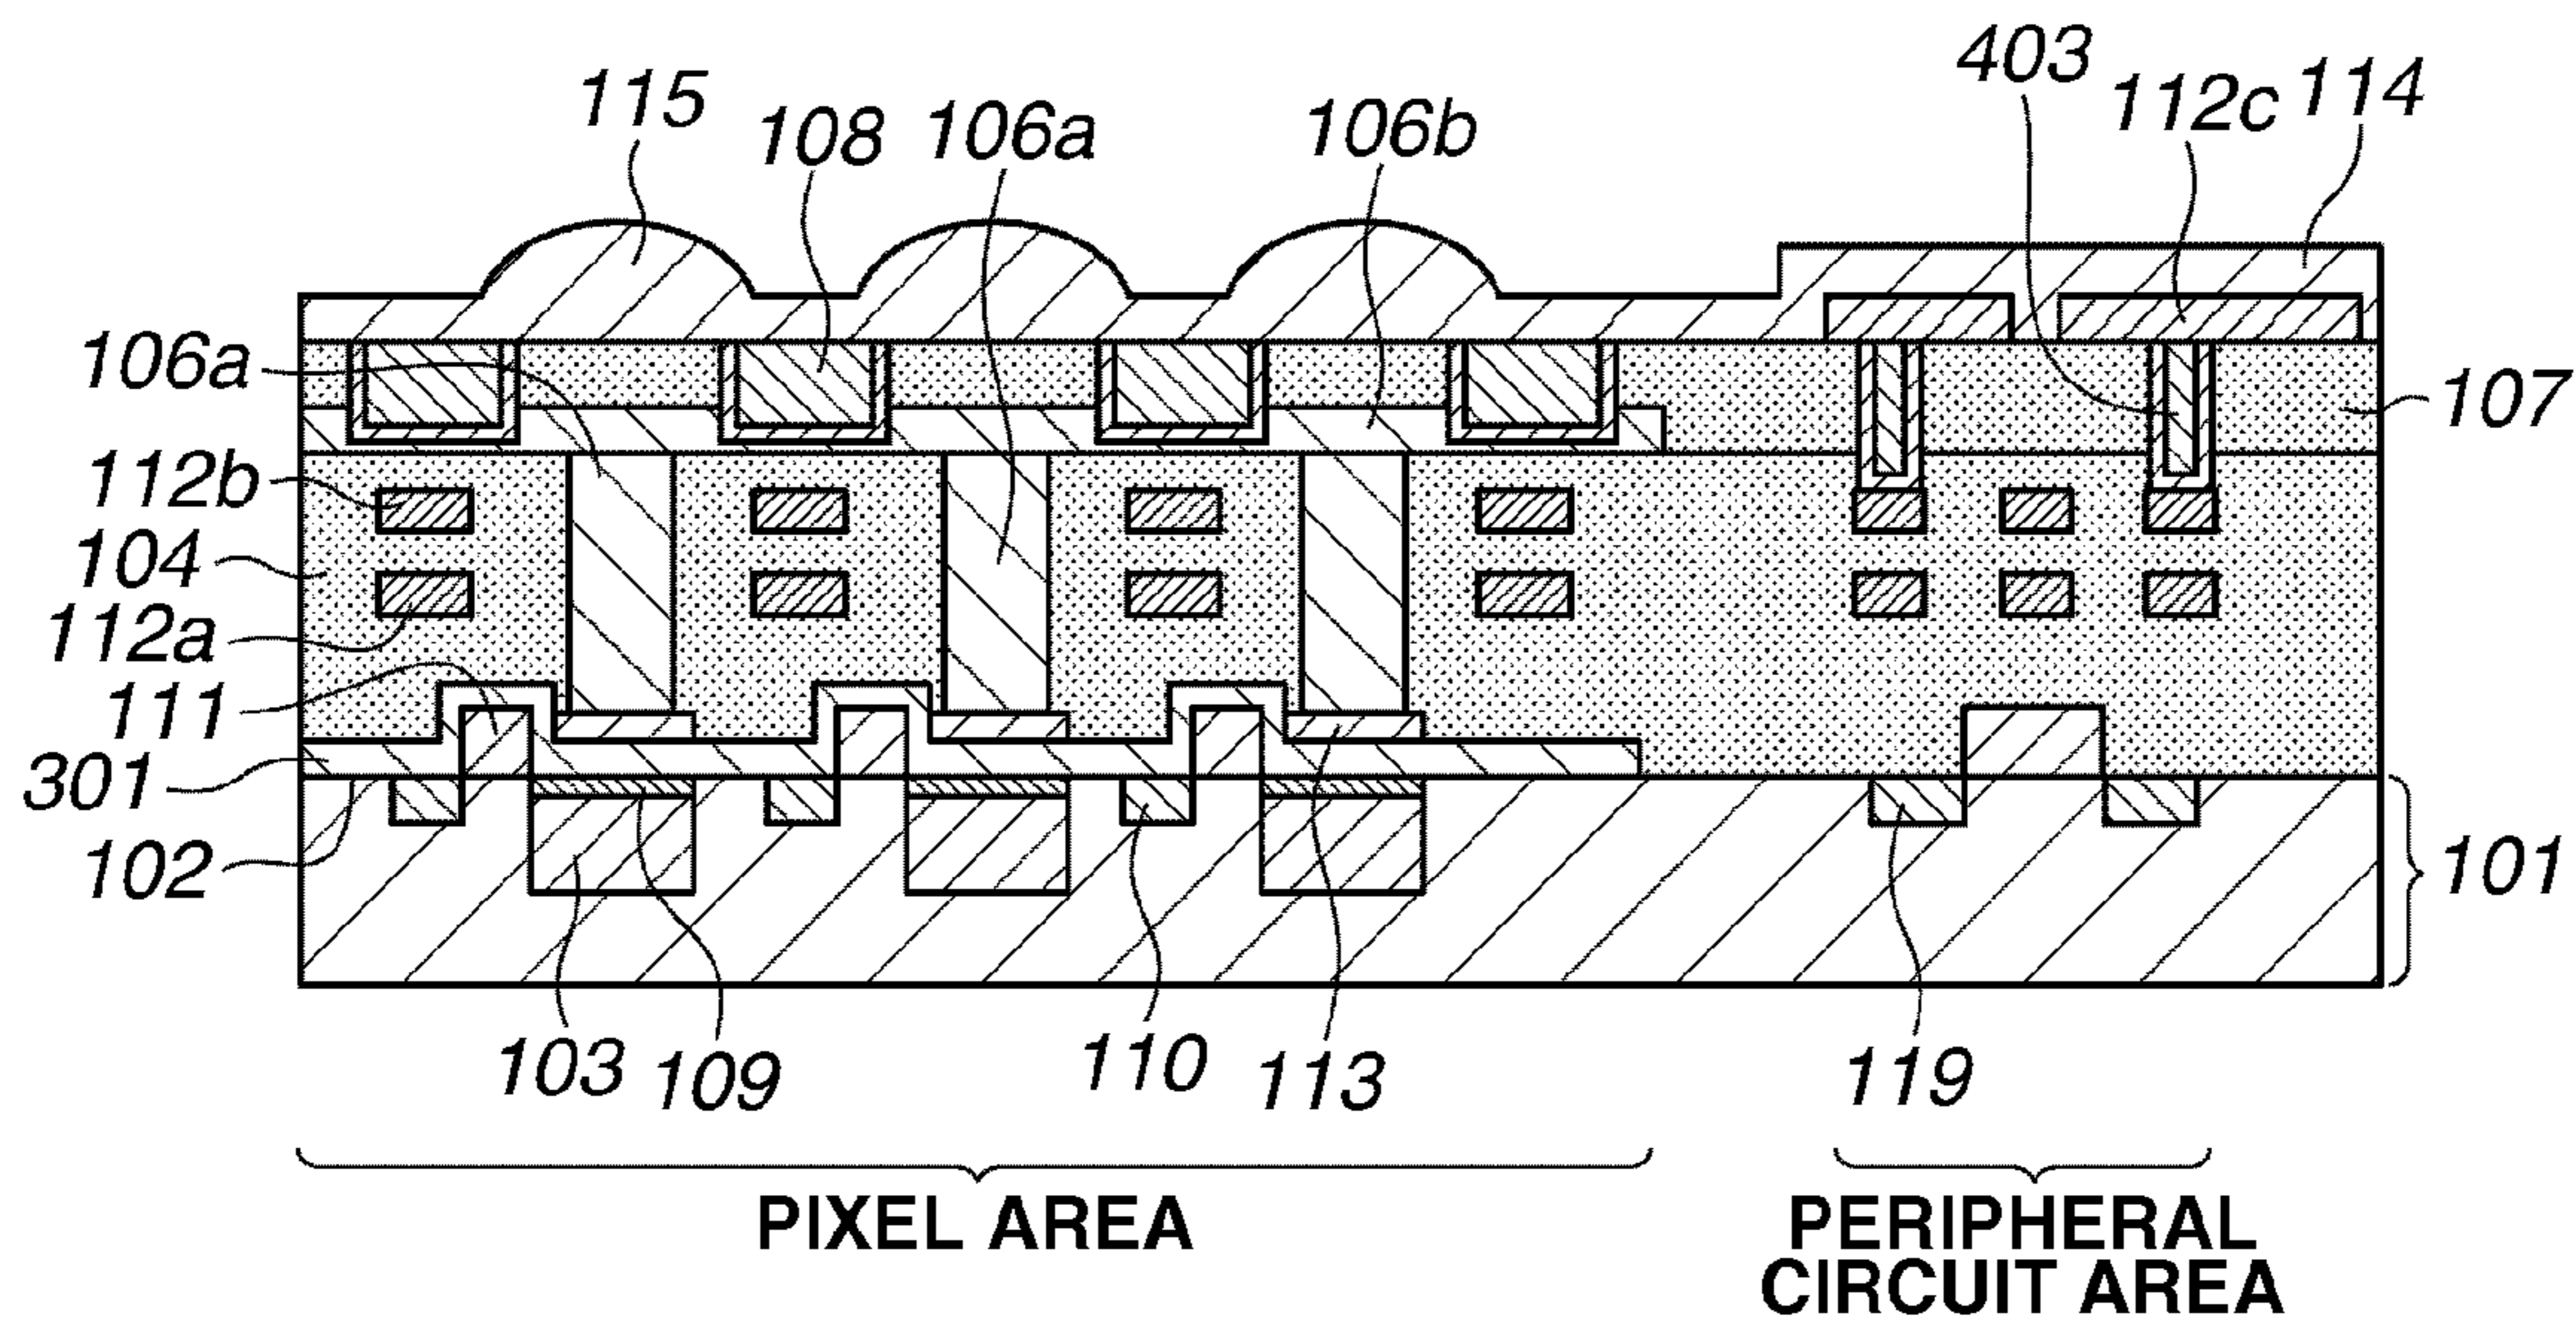 115
108
106a
106b
403
112c
114
106a
107
112b
104
112a
111
301
102
101
103
109
110
113
119
PIXEL AREA
PERIPHERAL
CIRCUIT AREA